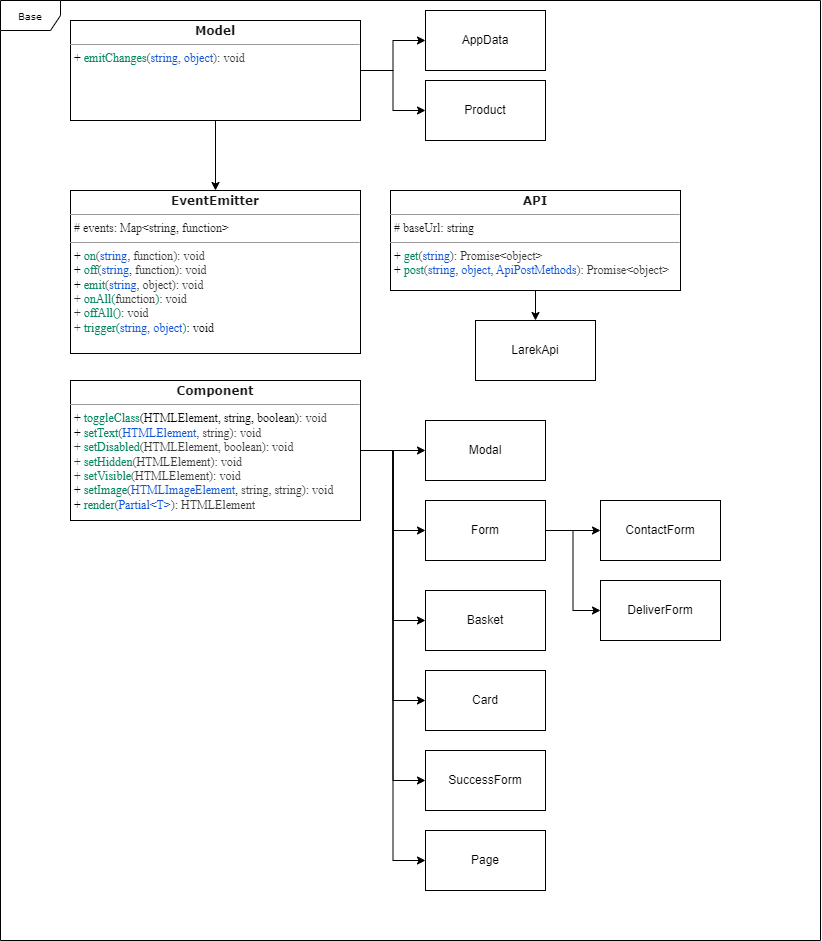 Base
Model
+ emitChanges(string, object): void
AppData
Product
EventEmitter
# events: Map<string, function>
+ on(string, function): void
+ off(string, function): void
+ emit(string, object): void
+ onAll(function): void
+ offAll(): void
+ trigger(string, object): void
API
# baseUrl: string
+ get(string): Promise<object>
+ post(string, object, ApiPostMethods): Promise<object>
LarekApi
Component
+ toggleClass(HTMLElement, string, boolean): void
+ setText(HTMLElement, string): void
+ setDisabled(HTMLElement, boolean): void
+ setHidden(HTMLElement): void
+ setVisible(HTMLElement): void
+ setImage(HTMLImageElement, string, string): void
+ render(Partial<T>): HTMLElement
Modal
Form
ContactForm
DeliverForm
Basket
Card
SuccessForm
Page